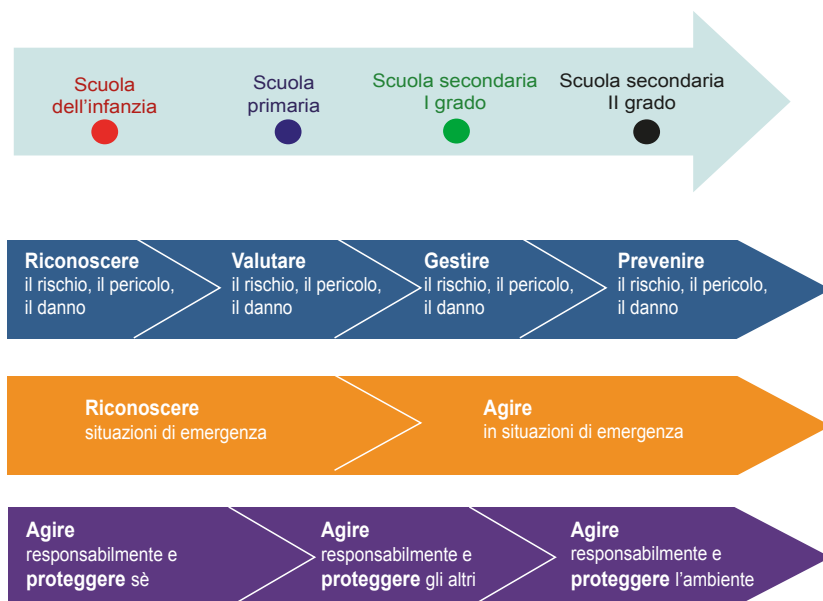 Scuola
dell'infanzia
Scuola
primaria
Scuola secondaria
I grado
Scuola secondaria
II grado
Riconoscere
il rischio, il pericolo,
il danno
Valutare
il rischio, il pericolo,
il danno
Gestire
il rischio, il pericolo,
il danno
Prevenire
il rischio, il pericolo,
il danno
Riconoscere
situazioni di emergenza
Agire
in situazioni di emergenza
Agire
responsabilmente e
proteggere sè
Agire
responsabilmente e
proteggere gli altri
Agire
responsabilmente e
proteggere l'ambiente